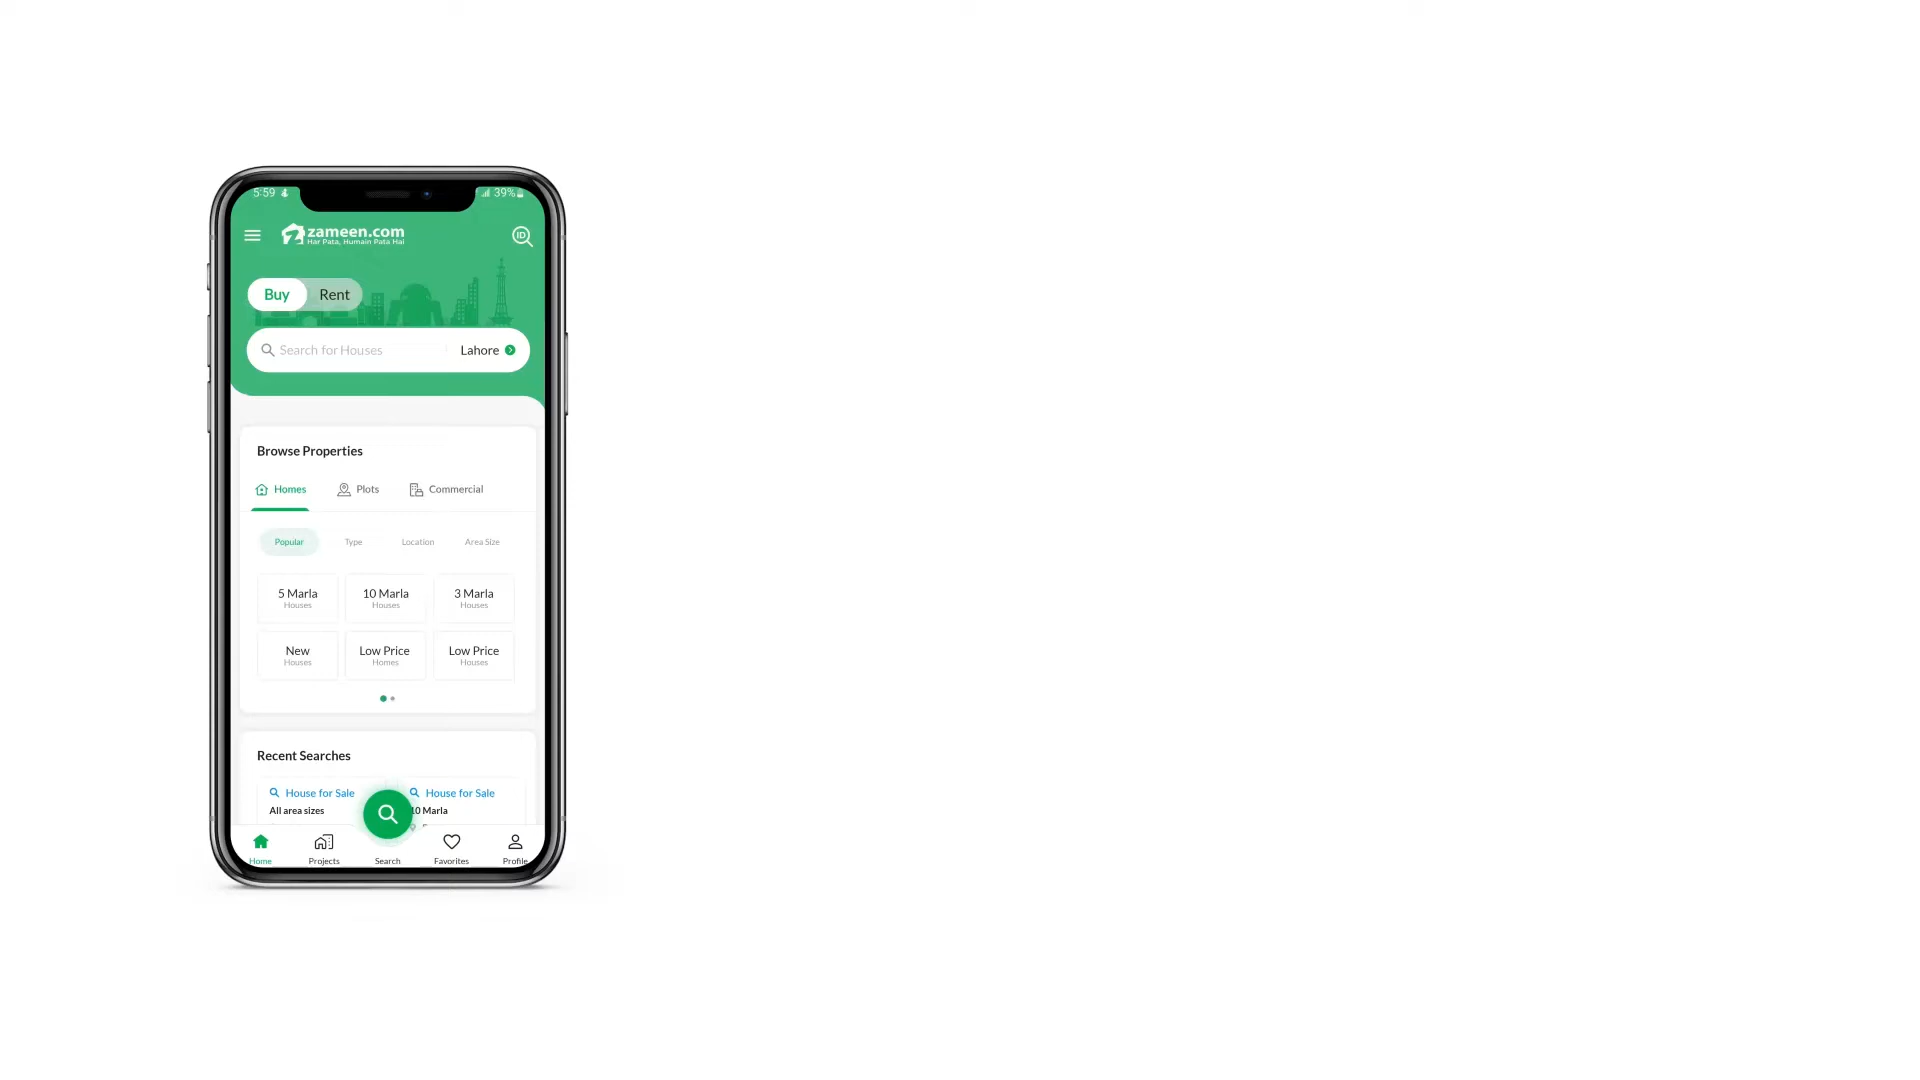 5:59
39%
zameen.com
Har Pata, Humain Pata Hai
ID
Buy Rent
Search for Houses Lahore
Browse Properties
Homes Plots Commercial
Popular Type Location Area Size
5 Marla 10 Marla 3 Marla
Houses Houses Houses
New Low Price Low Price
Houses Homes Houses
Recent Searches
House for Sale House for Sale
All area sizes 10 Marla
Home Projects Search Favorites Profile